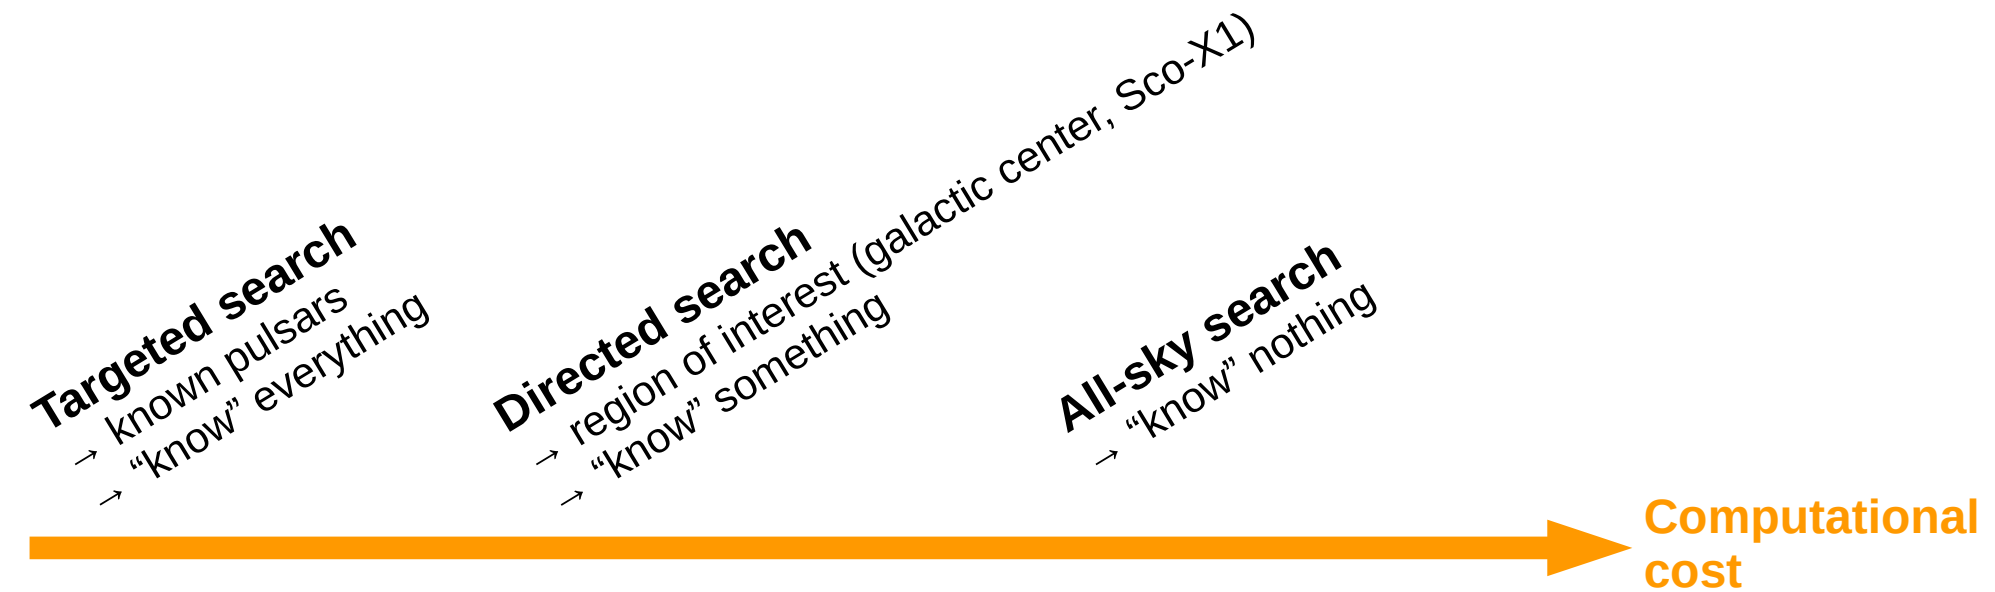 Targeted search
→ known pulsars
→ “know” everything
Directed search
→ region of interest (galactic center, Sco-X1)
→ “know” something
All-sky search
→ “know” nothing
Computational
cost